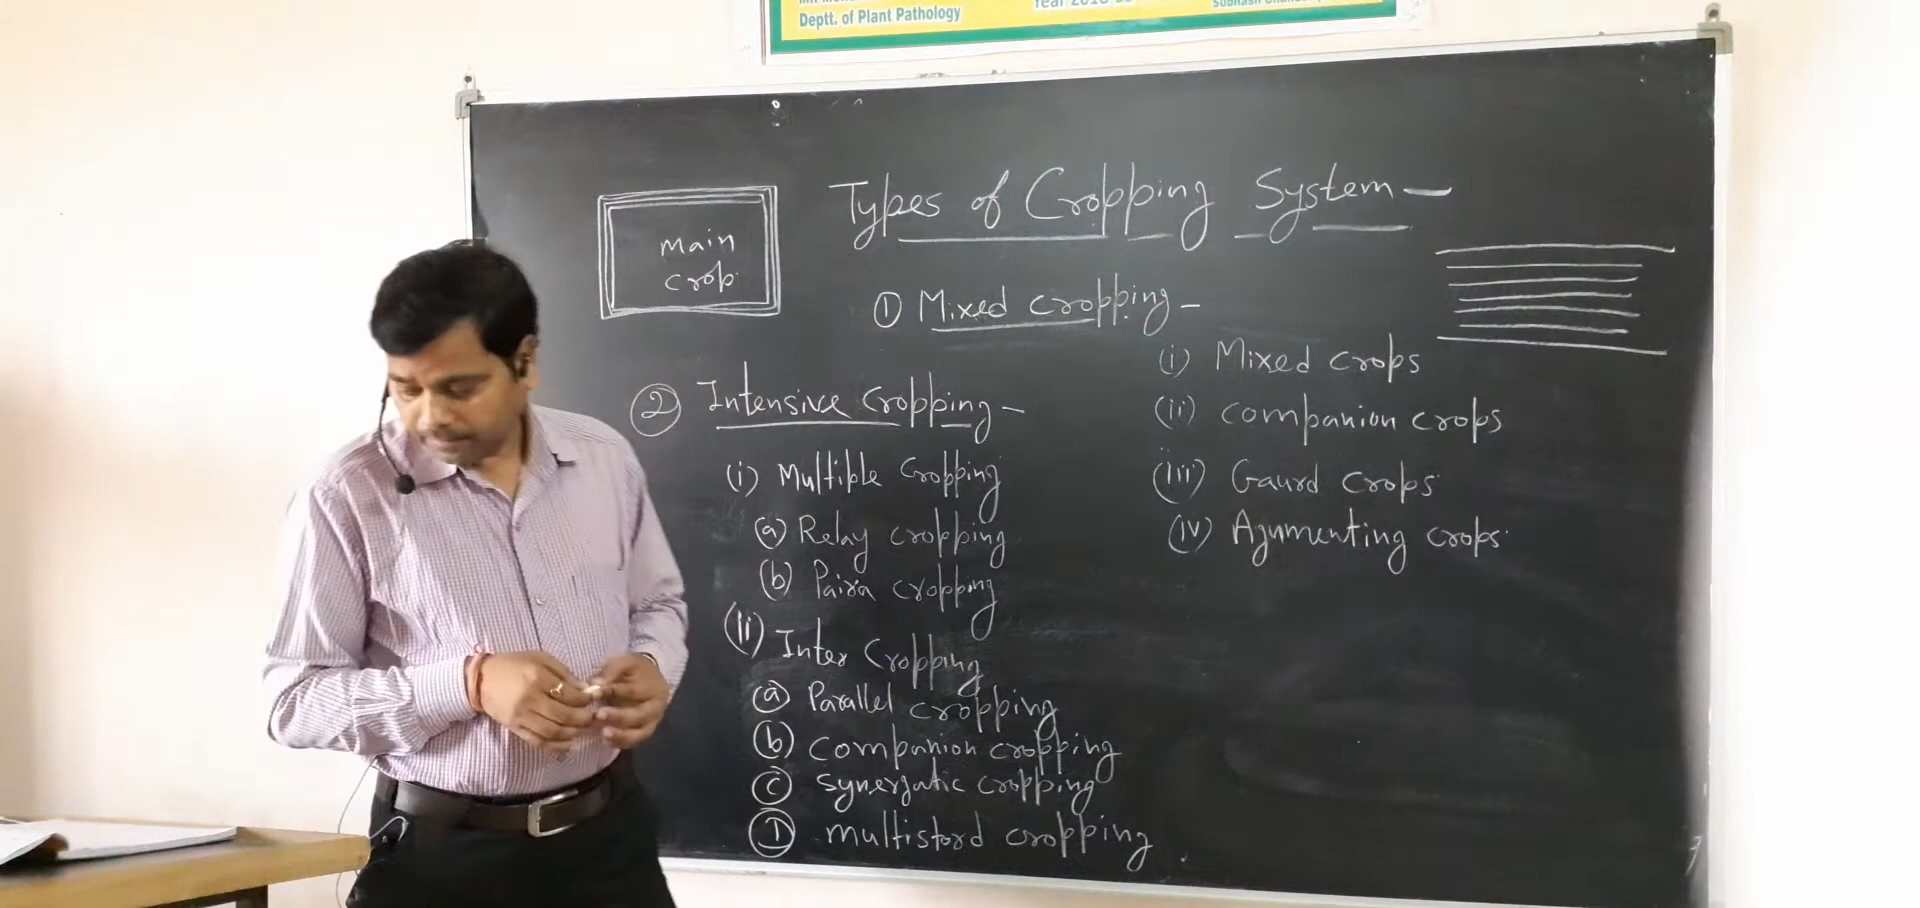 Deptt. of Plant Pathology
Types of Cropping System -
Main
crop
① Mixed cropping -
(i) Mixed crops
(ii) companion crops
(iii) Gaurd crops
(iv) Agumenting crops
② Intensive Cropping -
(i) Multiple Cropping
(a) Relay cropping
(b) Paira cropping
(ii) Inter Cropping
(a) Parallel cropping
(b) companion cropping
(c) synergatic cropping
(D) multistord cropping